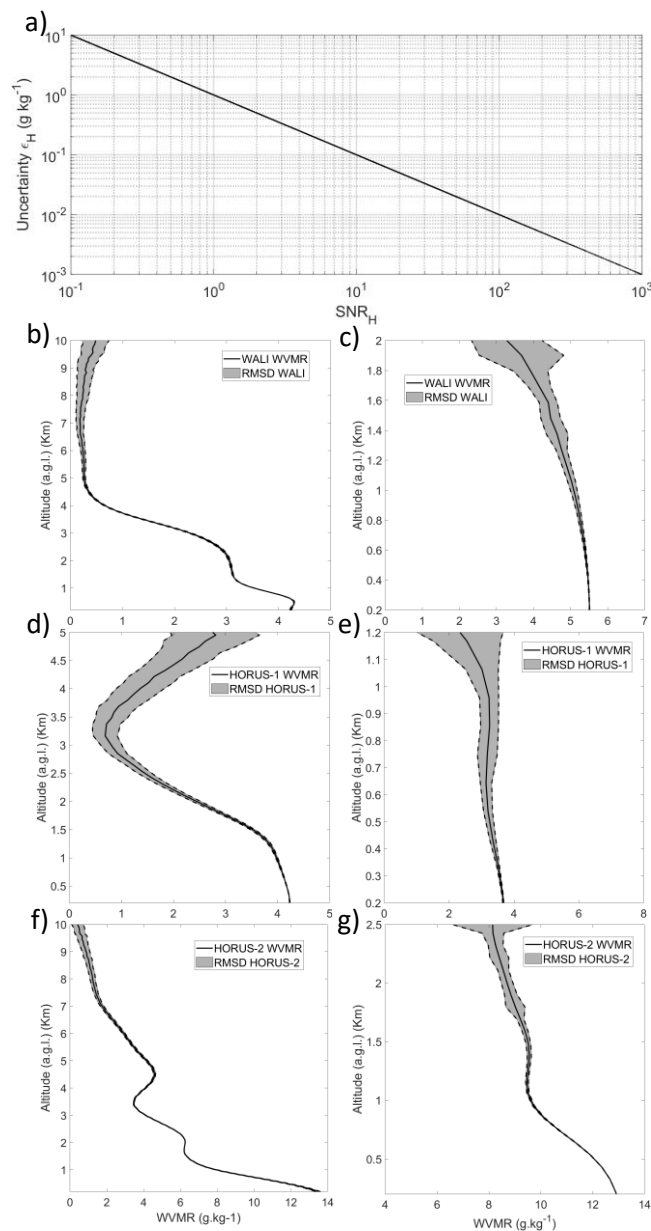 a)
10^1
10^0
10^-1
10^-2
10^-3
Uncertainty ϵ_H (g kg^-1)
10^-1 10^0 10^1 10^2 10^3
SNR_H
b)
10
9
8
7
6
5
4
3
2
1
Altitude (a.g.l.) (Km)
WALI WVMR
RMSD WALI
0 1 2 3 4 5
c)
2
1.8
1.6
1.4
1.2
1
0.8
0.6
0.4
0.2
Altitude (a.g.l.) (Km)
WALI WVMR
RMSD WALI
0 1 2 3 4 5 6 7
d)
5
4.5
4
3.5
3
2.5
2
1.5
1
0.5
Altitude (a.g.l.) (Km)
HORUS-1 WVMR
RMSD HORUS-1
0 1 2 3 4 5
e)
1.2
1.1
1
0.9
0.8
0.7
0.6
0.5
0.4
0.3
0.2
Altitude (a.g.l.) (Km)
HORUS-1 WVMR
RMSD HORUS-1
0 2 4 6 8
f)
10
9
8
7
6
5
4
3
2
1
Altitude (a.g.l.) (Km)
HORUS-2 WVMR
RMSD HORUS-2
0 2 4 6 8 10 12 14
WVMR (g.kg-1)
g)
2.5
2
1.5
1
0.5
Altitude (a.g.l.) (Km)
HORUS-2 WVMR
RMSD HORUS-2
4 6 8 10 12 14
WVMR (g.kg^-1)